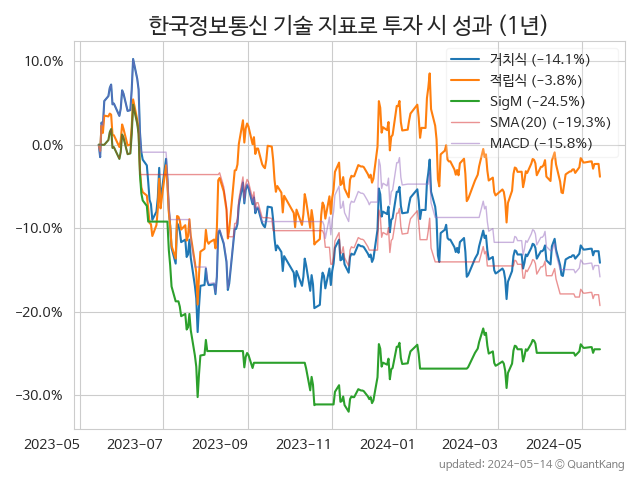 한국정보통신 기술 지표로 투자 시 성과 (1년)
거치식 (−14.1%)
적립식 (−3.8%)
SigM (−24.5%)
SMA(20) (−19.3%)
MACD (−15.8%)
10.0%
0.0%
−10.0%
−20.0%
−30.0%
2023−05 2023−07 2023−09 2023−11 2024−01 2024−03 2024−05
updated: 2024−05−14 © QuantKang